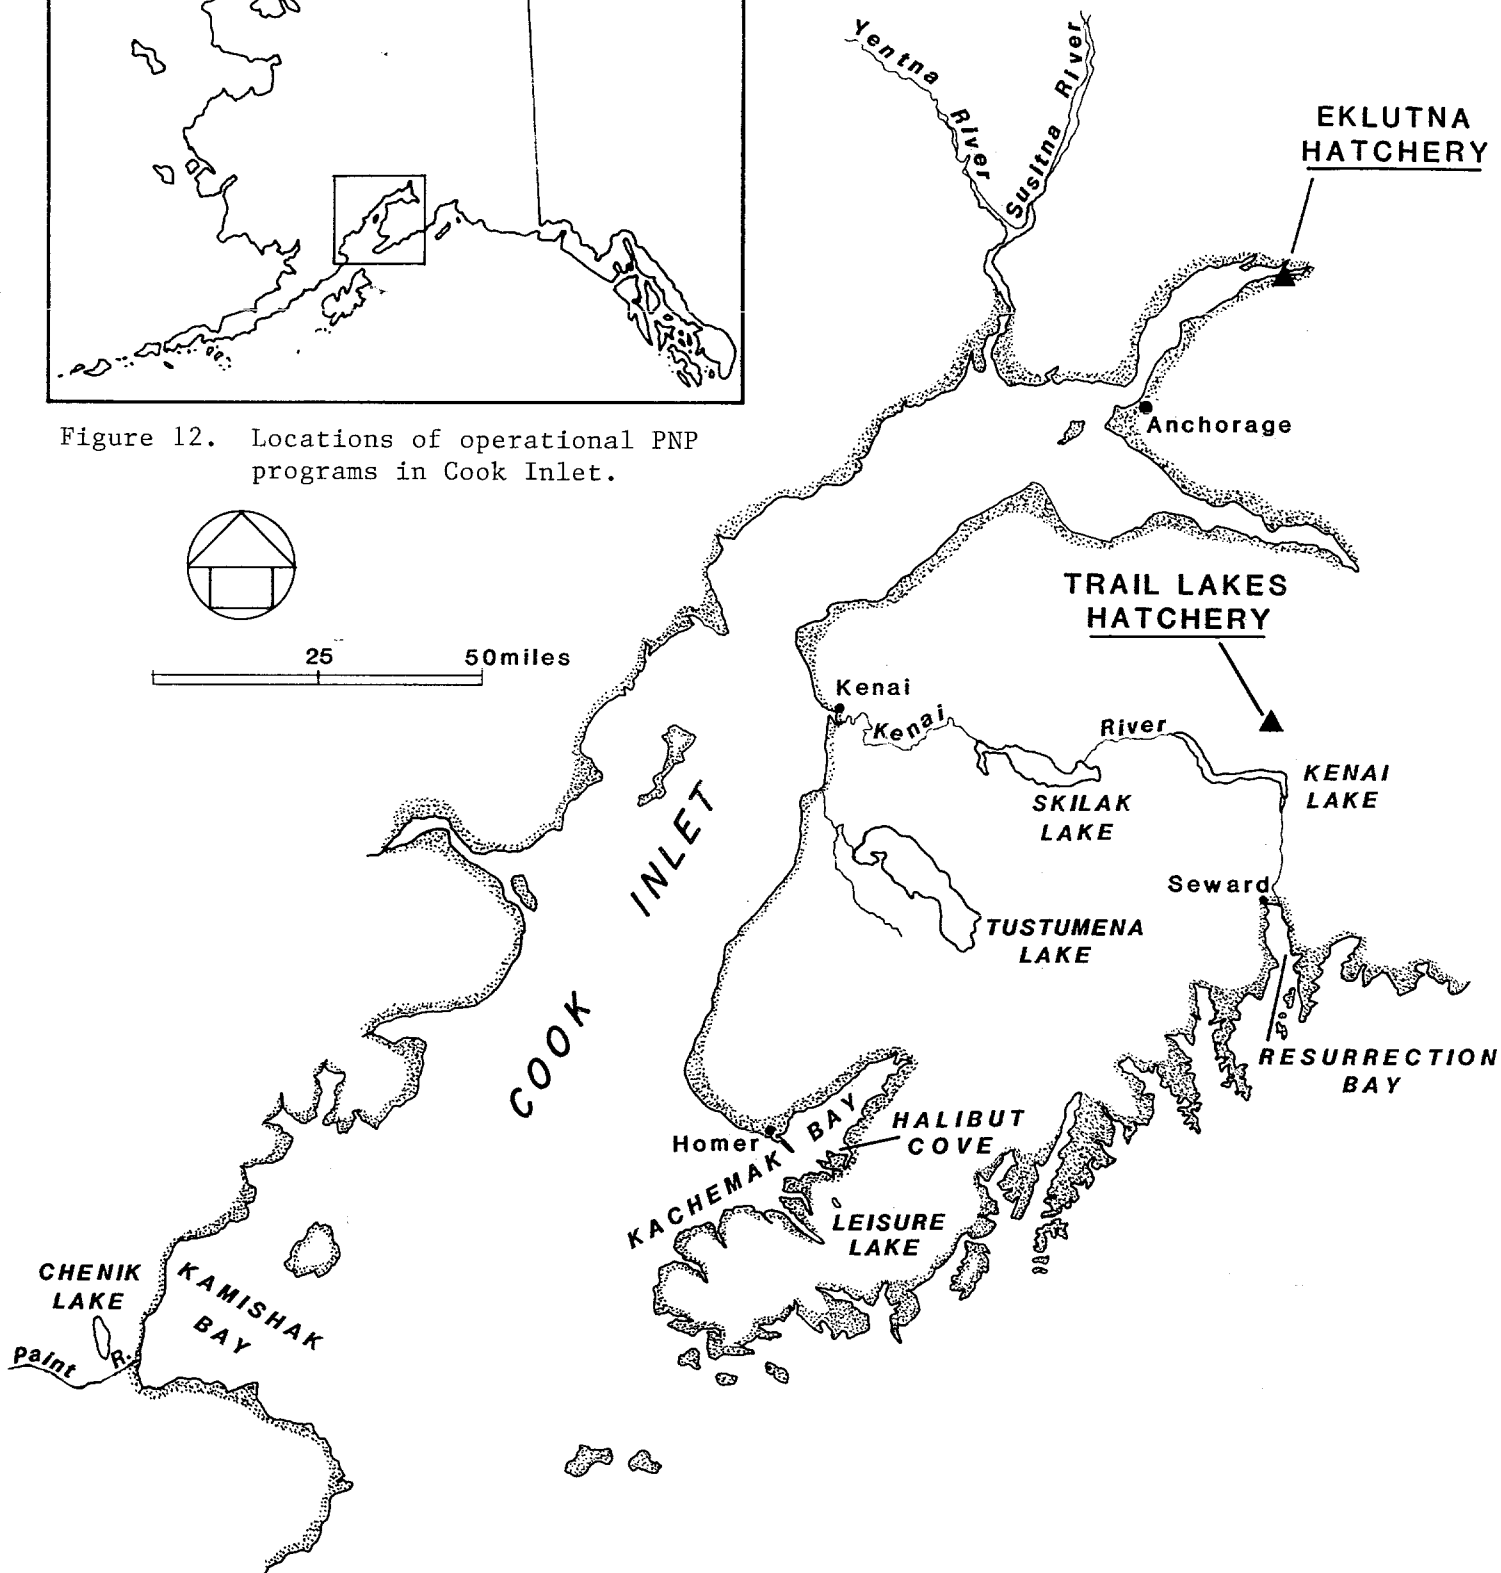 Yentna River
Susitna River
EKLUTNA
HATCHERY
Anchorage
Figure 12. Locations of operational PNP
programs in Cook Inlet.
TRAIL LAKES
HATCHERY
25 50miles
Kenai
Kenai River
KENAI
LAKE
SKILAK
LAKE
COOK INLET
Seward
TUSTUMENA
LAKE
RESURRECTION
BAY
Homer
HALIBUT
COVE
KACHEMAK BAY
LEISURE
LAKE
CHENIK
LAKE
KAMISHAK
BAY
Paint R.